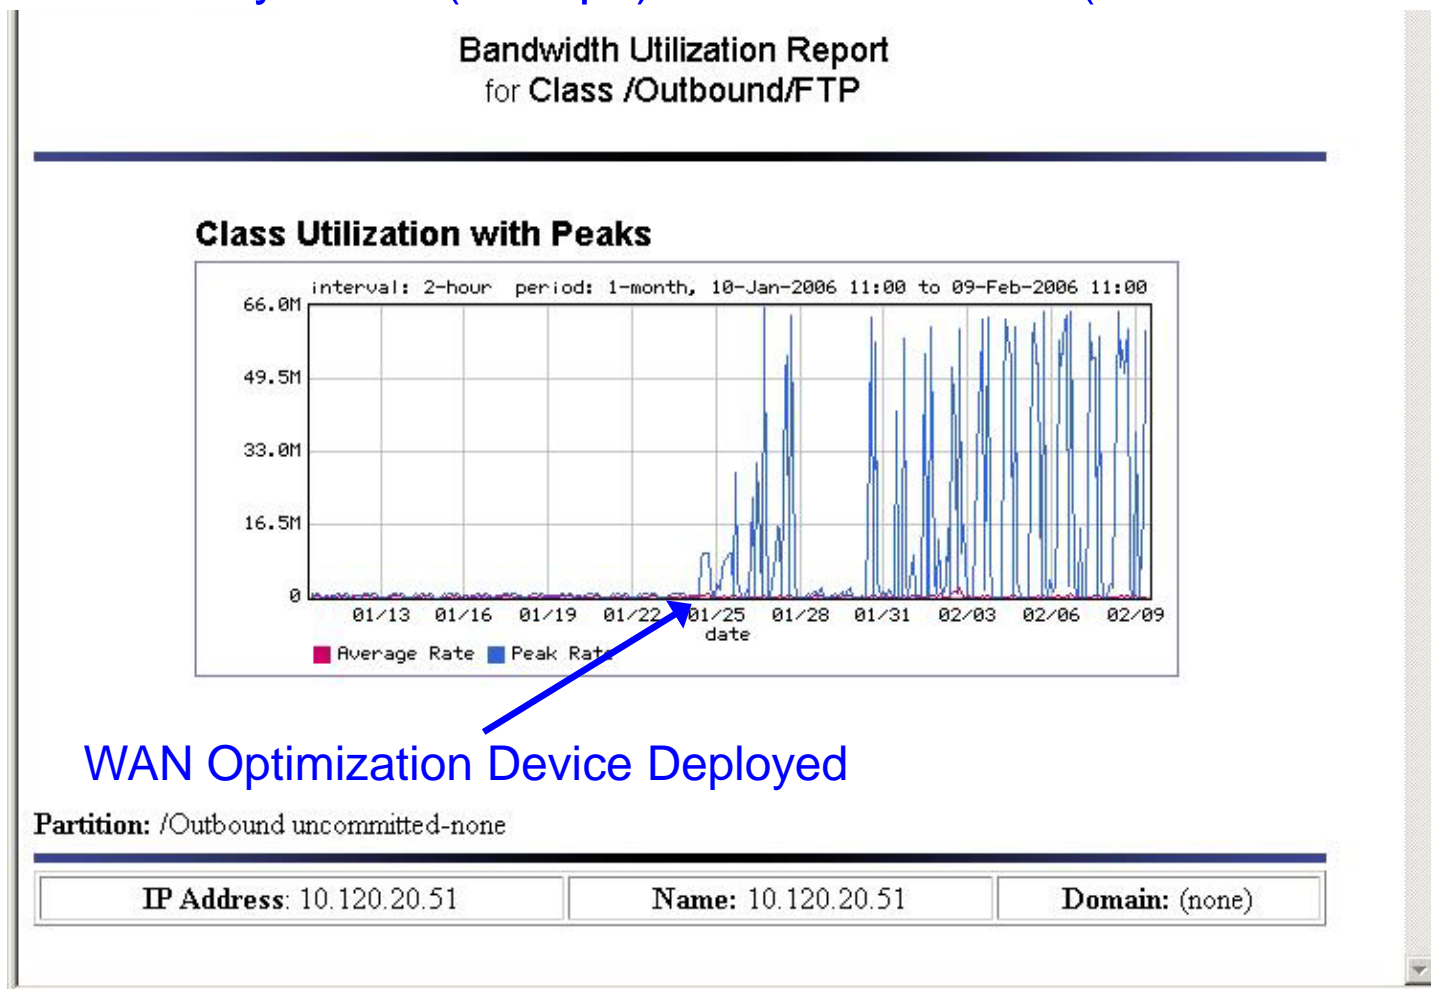 Bandwidth Utilization Report
for Class /Outbound/FTP
Class Utilization with Peaks
interval: 2-hour period: 1-month, 10-Jan-2006 11:00 to 09-Feb-2006 11:00
66.0M
49.5M
33.0M
16.5M
0
01/13 01/16 01/19 01/22 01/25 01/28 01/31 02/03 02/06 02/09
date
Average Rate Peak Rate
WAN Optimization Device Deployed
Partition: /Outbound uncommitted-none
IP Address: 10.120.20.51 Name: 10.120.20.51 Domain: (none)